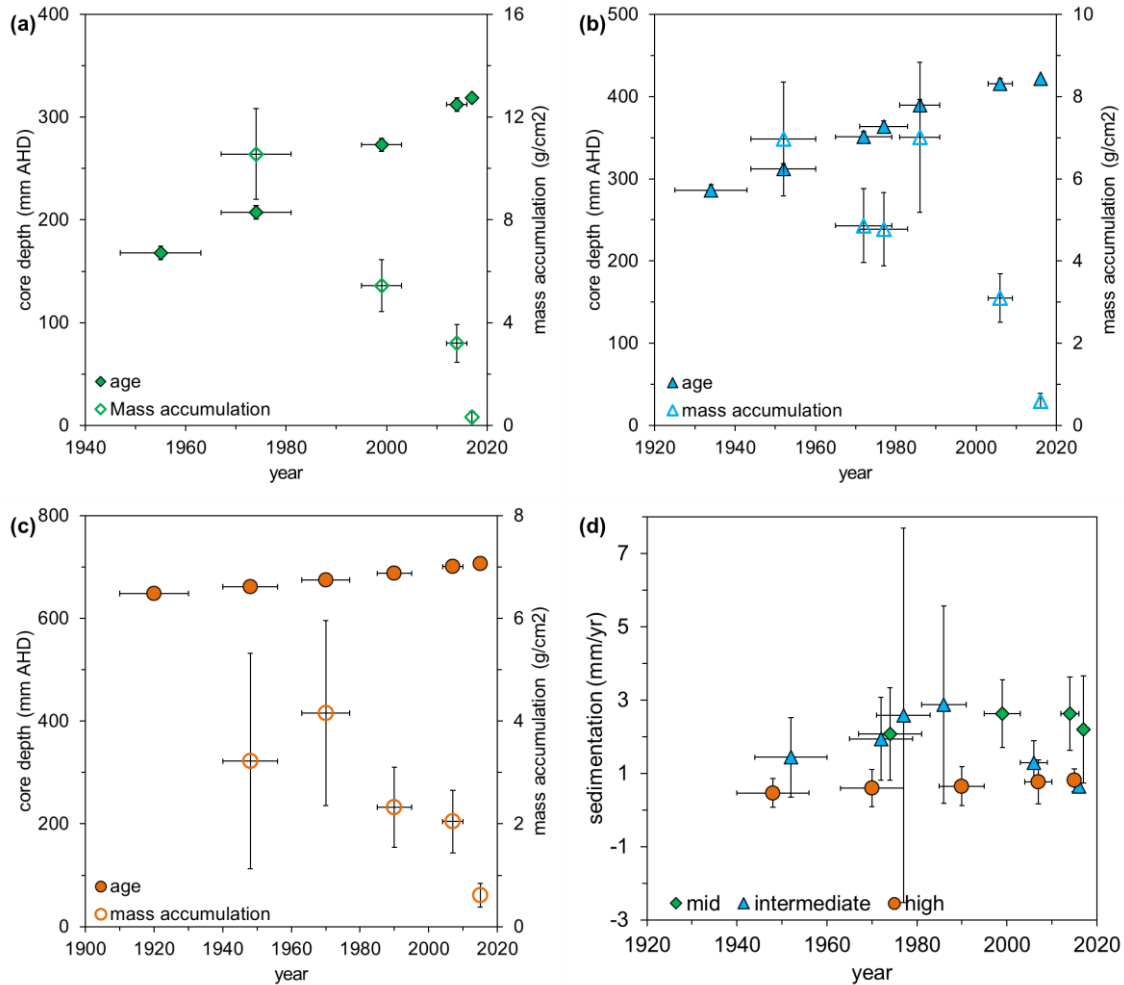 (a)
400
300
200
100
0
core depth (mm AHD)
16
12
8
4
0
mass accumulation (g/cm2)
age
Mass accumulation
1940 1960 1980 2000 2020
year
(b)
500
400
300
200
100
0
core depth (mm AHD)
10
8
6
4
2
0
mass accumulation (g/cm2)
age
mass accumulation
1920 1940 1960 1980 2000 2020
year
(c)
800
600
400
200
0
core depth (mm AHD)
8
6
4
2
0
mass accumulation (g/cm2)
age
mass accumulation
1900 1920 1940 1960 1980 2000 2020
year
(d)
7
5
3
1
-1
-3
sedimentation (mm/yr)
mid intermediate high
1920 1940 1960 1980 2000 2020
year